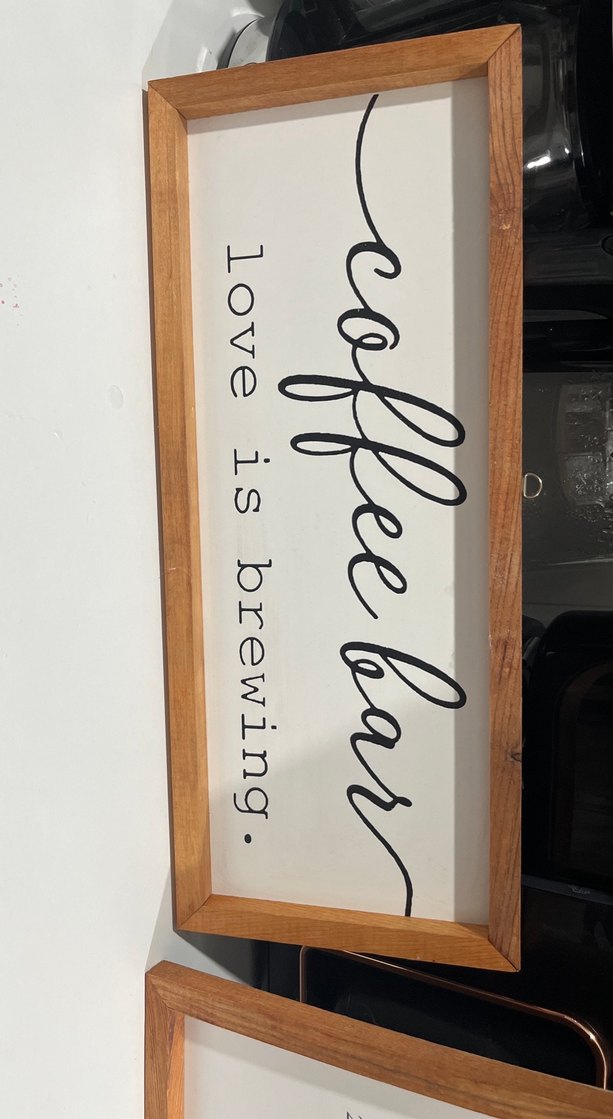 coffee bar
love is brewing.